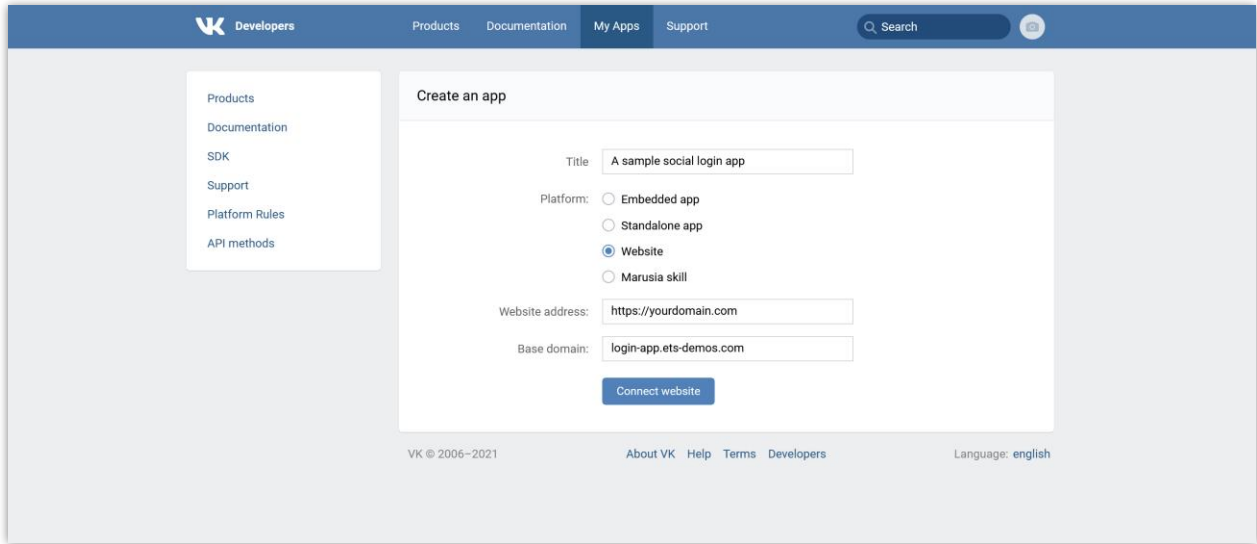 VK Developers Products Documentation My Apps Support Search
Products
Documentation
SDK
Support
Platform Rules
API methods
Create an app
Title A sample social login app
Platform: Embedded app
Standalone app
Website
Marusia skill
Website address: https://yourdomain.com
Base domain: login-app.ets-demos.com
Connect website
VK © 2006–2021 About VK Help Terms Developers Language: english